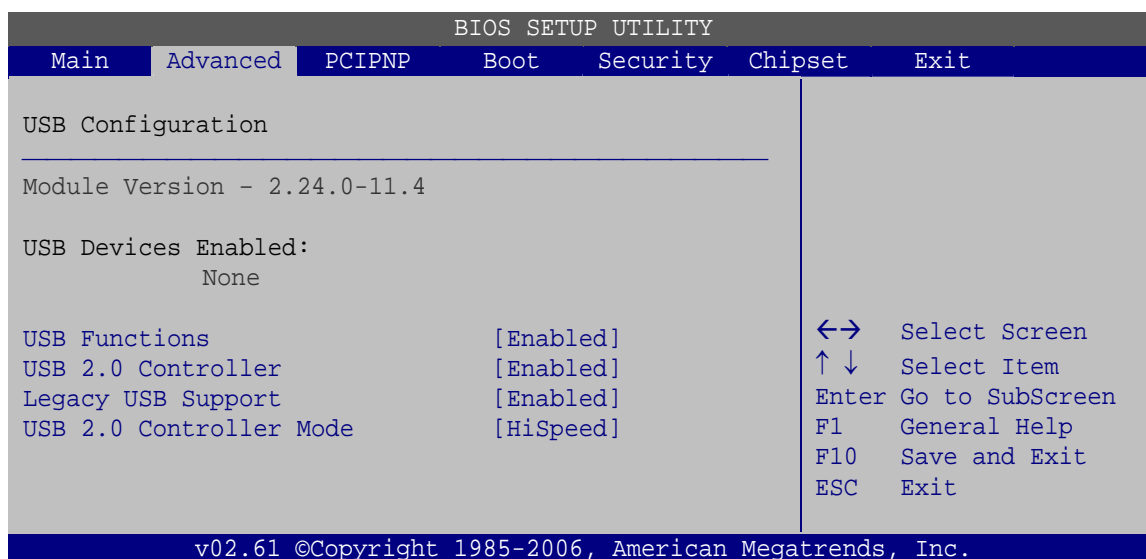 BIOS SETUP UTILITY
Main Advanced PCIPNP Boot Security Chipset Exit
USB Configuration
Module Version – 2.24.0-11.4
USB Devices Enabled:
None
USB Functions [Enabled]
USB 2.0 Controller [Enabled]
Legacy USB Support [Enabled]
USB 2.0 Controller Mode [HiSpeed]
←→ Select Screen
↑ ↓ Select Item
Enter Go to SubScreen
F1 General Help
F10 Save and Exit
ESC Exit
v02.61 ©Copyright 1985-2006, American Megatrends, Inc.